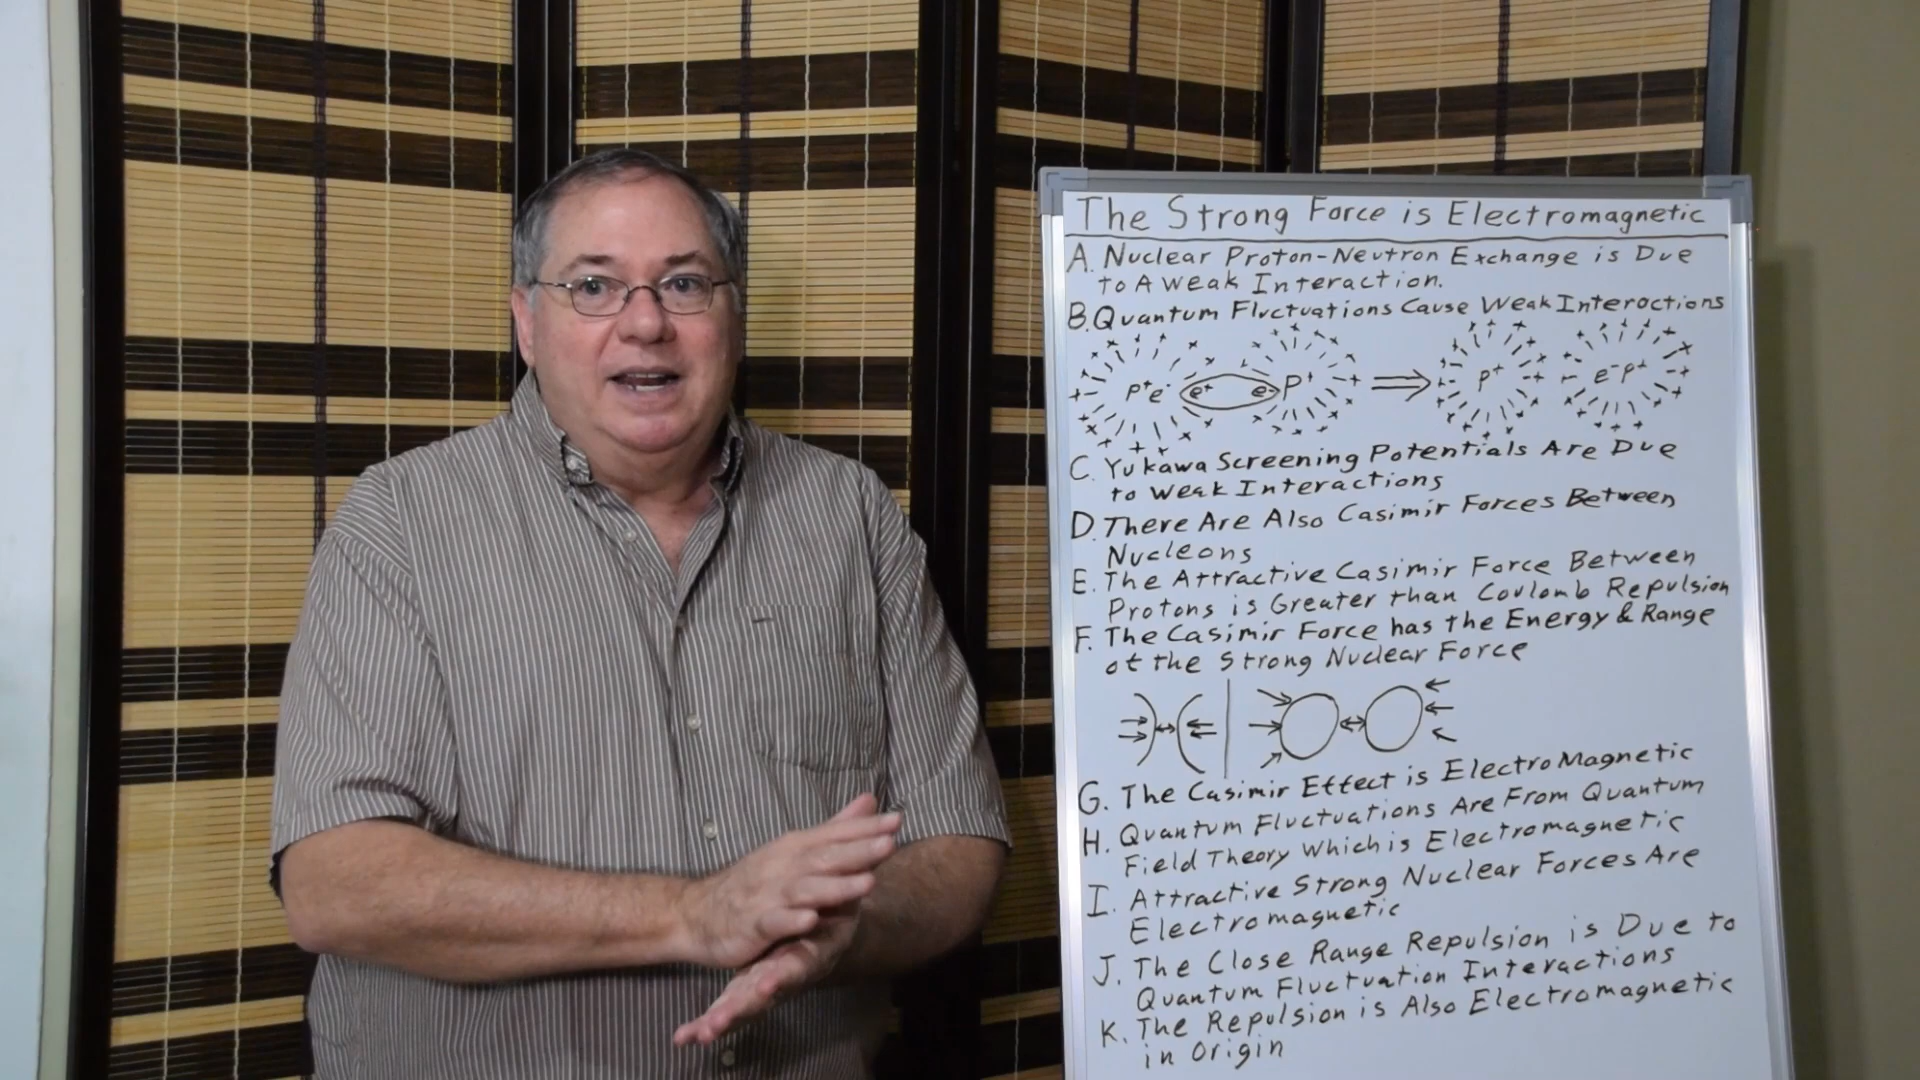 The Strong Force is Electromagnetic
A. Nuclear Proton-Neutron Exchange is Due
to A Weak Interaction.
B. Quantum Fluctuations Cause Weak Interactions
P+ e- e+ e- P+ ⇒ P+ e- P+
C. Yukawa Screening Potentials Are Due
to Weak Interactions
D. There Are Also Casimir Forces Between
Nucleons
E. The Attractive Casimir Force Between
Protons is Greater than Coulomb Repulsion
F. The Casimir Force has the Energy & Range
of the Strong Nuclear Force
G. The Casimir Effect is ElectroMagnetic
H. Quantum Fluctuations Are From Quantum
Field Theory Which is Electromagnetic
I. Attractive Strong Nuclear Forces Are
Electromagnetic
J. The Close Range Repulsion is Due to
Quantum Fluctuation Interactions
K. The Repulsion is Also Electromagnetic
in Origin